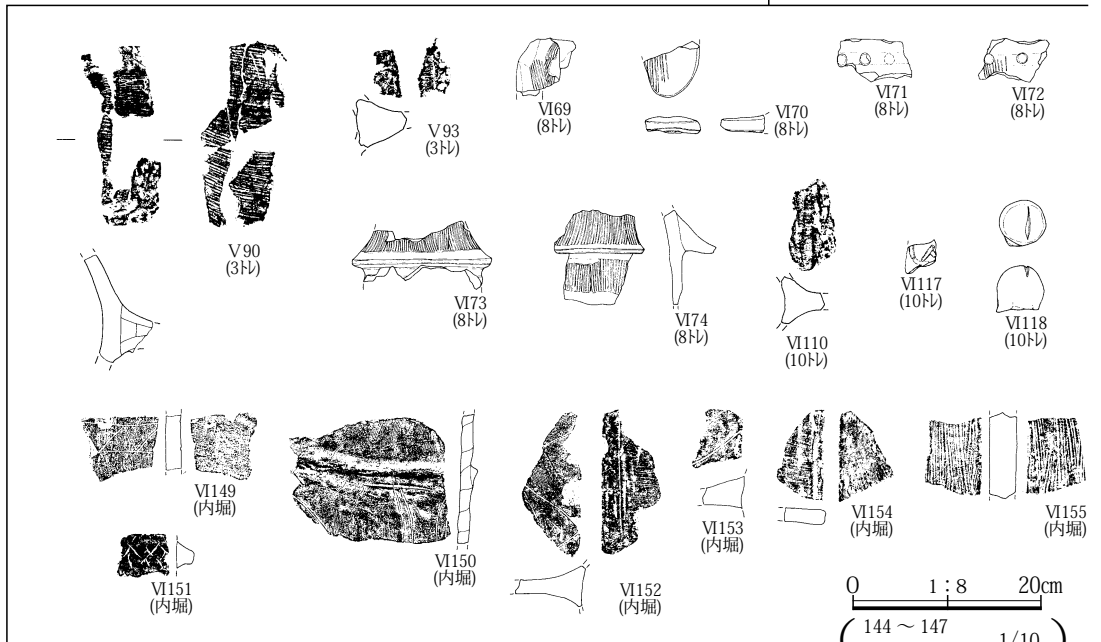 Ⅵ69
(8トレ)
Ⅵ70
(8トレ)
Ⅵ71
(8トレ)
Ⅵ72
(8トレ)
Ⅴ93
(3トレ)
Ⅴ90
(3トレ)
Ⅵ73
(8トレ)
Ⅵ74
(8トレ)
Ⅵ110
(10トレ)
Ⅵ117
(10トレ)
Ⅵ118
(10トレ)
Ⅵ149
(内堀)
Ⅵ150
(内堀)
Ⅵ151
(内堀)
Ⅵ152
(内堀)
Ⅵ153
(内堀)
Ⅵ154
(内堀)
Ⅵ155
(内堀)
0 1:8 20cm
144～147
1/10